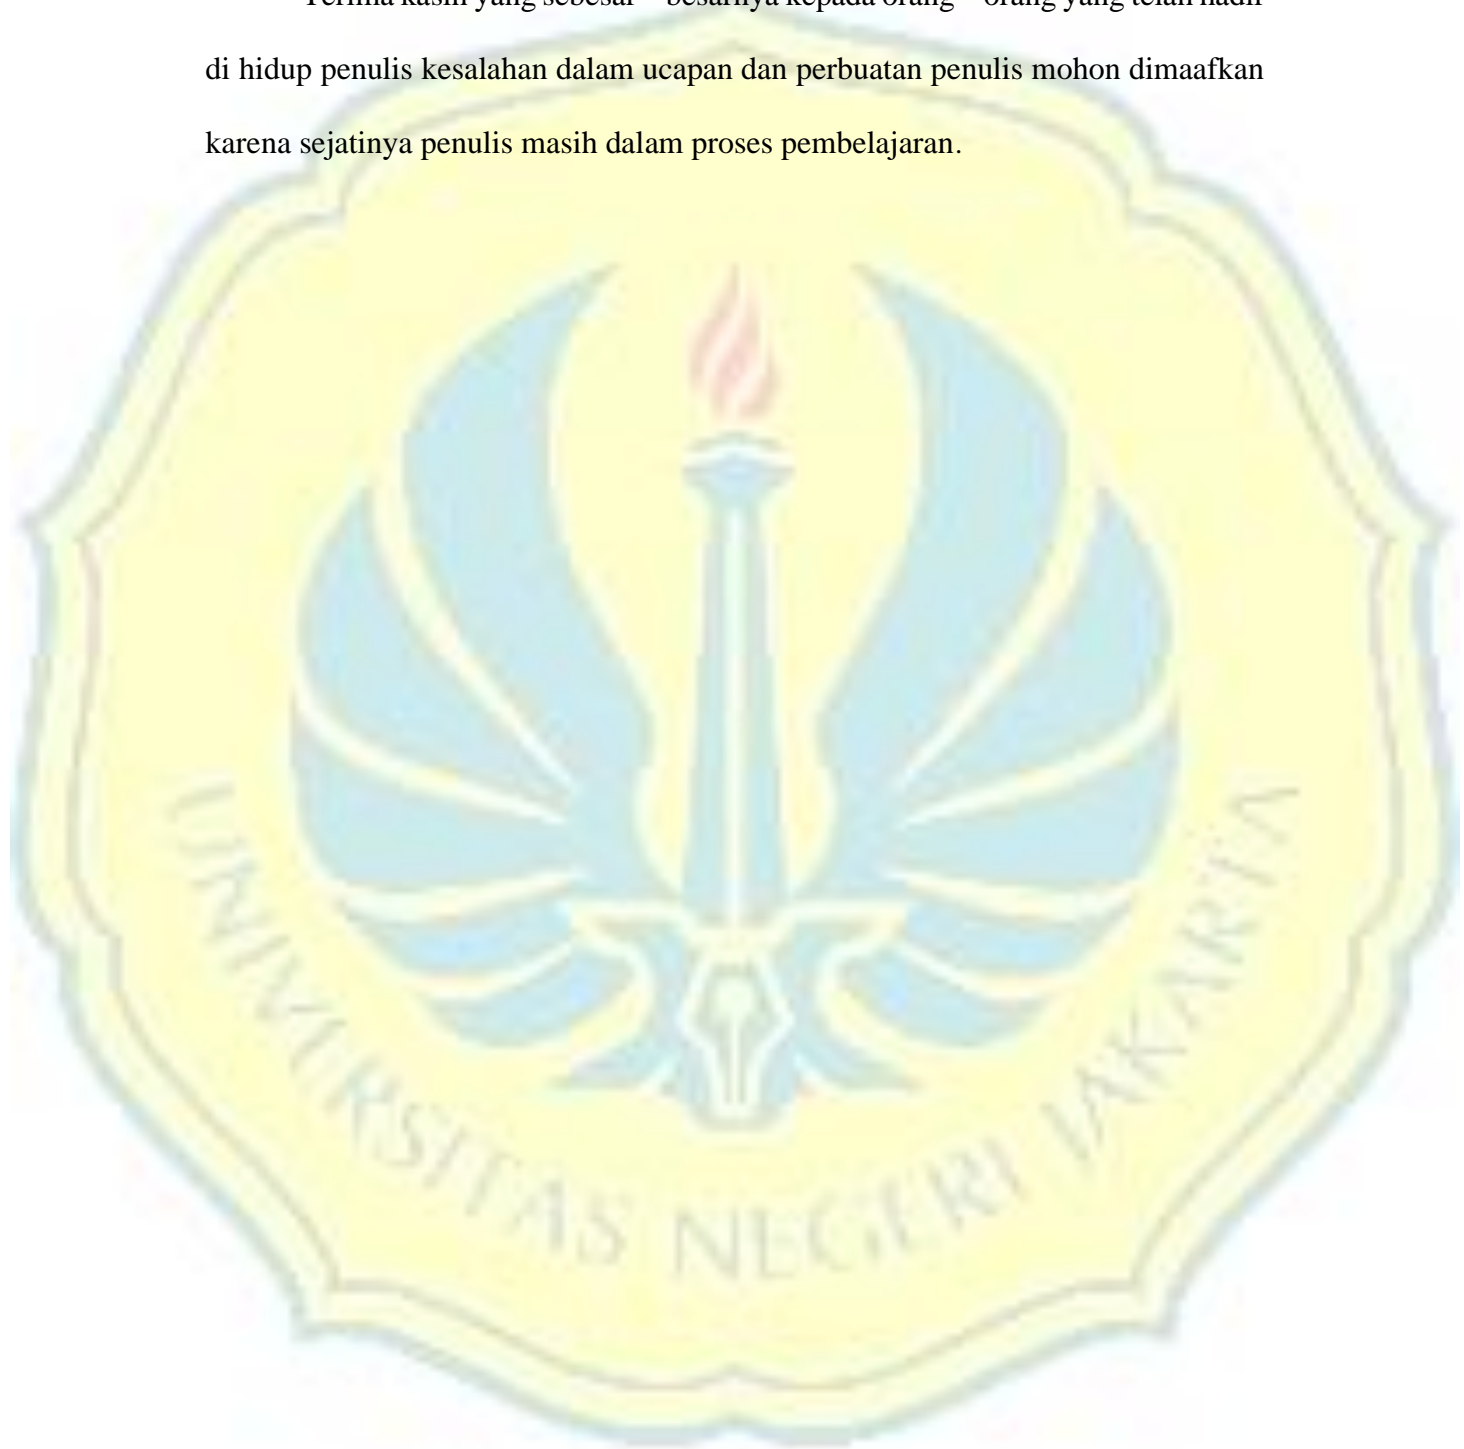 Terima kasih yang sebesar – besarnya kepada orang – orang yang telah hadir
di hidup penulis kesalahan dalam ucapan dan perbuatan penulis mohon dimaafkan
karena sejatinya penulis masih dalam proses pembelajaran.
UNIVERSITAS NEGERI JAKARTA